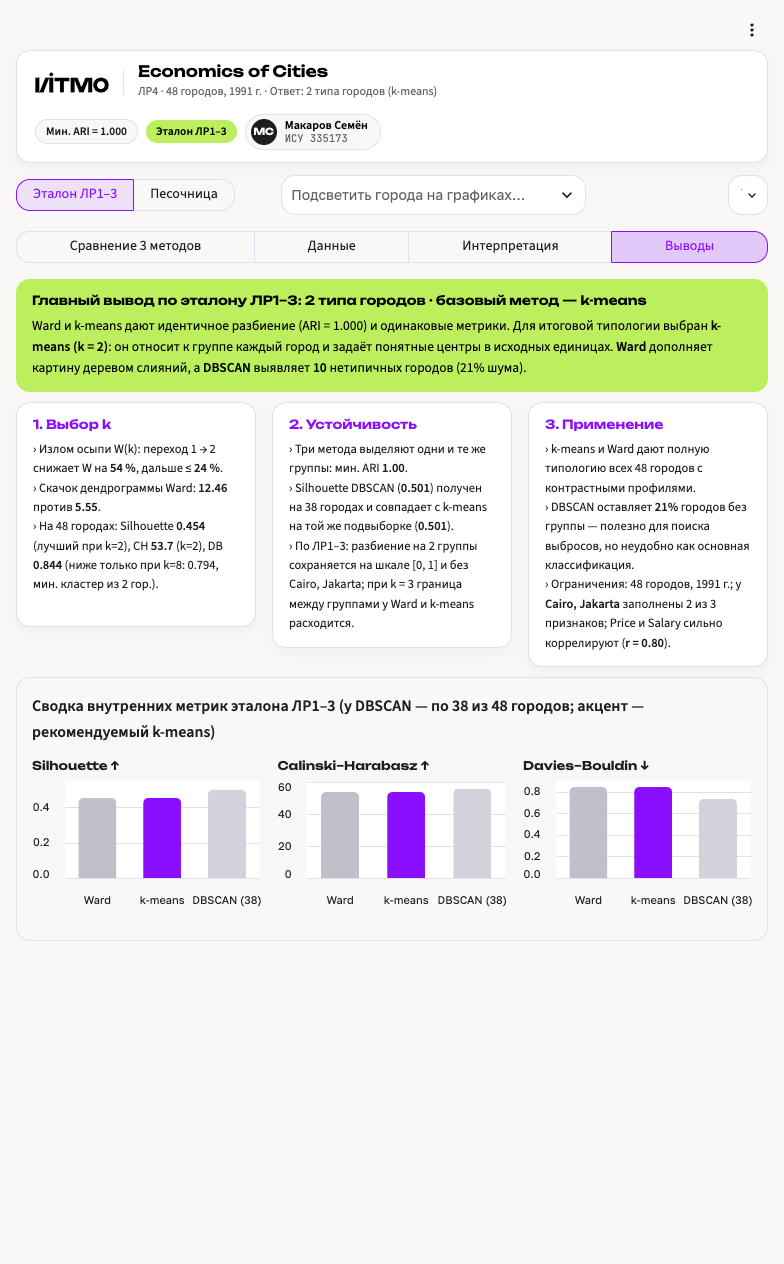 ИТМО
Economics of Cities
ЛР4 · 48 городов, 1991 г. · Ответ: 2 типа городов (k-means)
Мин. ARI = 1.000
Эталон ЛР1–3
МС
Макаров Семён
ИСУ 335173
Эталон ЛР1–3
Песочница
Подсветить города на графиках...
Сравнение 3 методов
Данные
Интерпретация
Выводы
Главный вывод по эталону ЛР1–3: 2 типа городов · базовый метод — k-means
Ward и k-means дают идентичное разбиение (ARI = 1.000) и одинаковые метрики. Для итоговой типологии выбран k-
means (k = 2): он относит к группе каждый город и задаёт понятные центры в исходных единицах. Ward дополняет
картину деревом слияний, а DBSCAN выявляет 10 нетипичных городов (21% шума).
1. Выбор k
› Излом осыпи W(k): переход 1 → 2
снижает W на 54 %, дальше ≤ 24 %.
› Скачок дендрограммы Ward: 12.46
против 5.55.
› На 48 городах: Silhouette 0.454
(лучший при k=2), CH 53.7 (k=2), DB
0.844 (ниже только при k=8: 0.794,
мин. кластер из 2 гор.).
2. Устойчивость
› Три метода выделяют одни и те же
группы: мин. ARI 1.00.
› Silhouette DBSCAN (0.501) получен
на 38 городах и совпадает с k-means
на той же подвыборке (0.501).
› По ЛР1–3: разбиение на 2 группы
сохраняется на шкале [0, 1] и без
Cairo, Jakarta; при k = 3 граница
между группами у Ward и k-means
расходится.
3. Применение
› k-means и Ward дают полную
типологию всех 48 городов с
контрастными профилями.
› DBSCAN оставляет 21% городов без
группы — полезно для поиска
выбросов, но неудобно как основная
классификация.
› Ограничения: 48 городов, 1991 г.; у
Cairo, Jakarta заполнены 2 из 3
признаков; Price и Salary сильно
коррелируют (r = 0.80).
Сводка внутренних метрик эталона ЛР1–3 (у DBSCAN — по 38 из 48 городов; акцент —
рекомендуемый k-means)
Silhouette ↑
0.4
0.2
0.0
Ward
k-means
DBSCAN (38)
Calinski–Harabasz ↑
60
40
20
0
Ward
k-means
DBSCAN (38)
Davies–Bouldin ↓
0.8
0.6
0.4
0.2
0.0
Ward
k-means
DBSCAN (38)